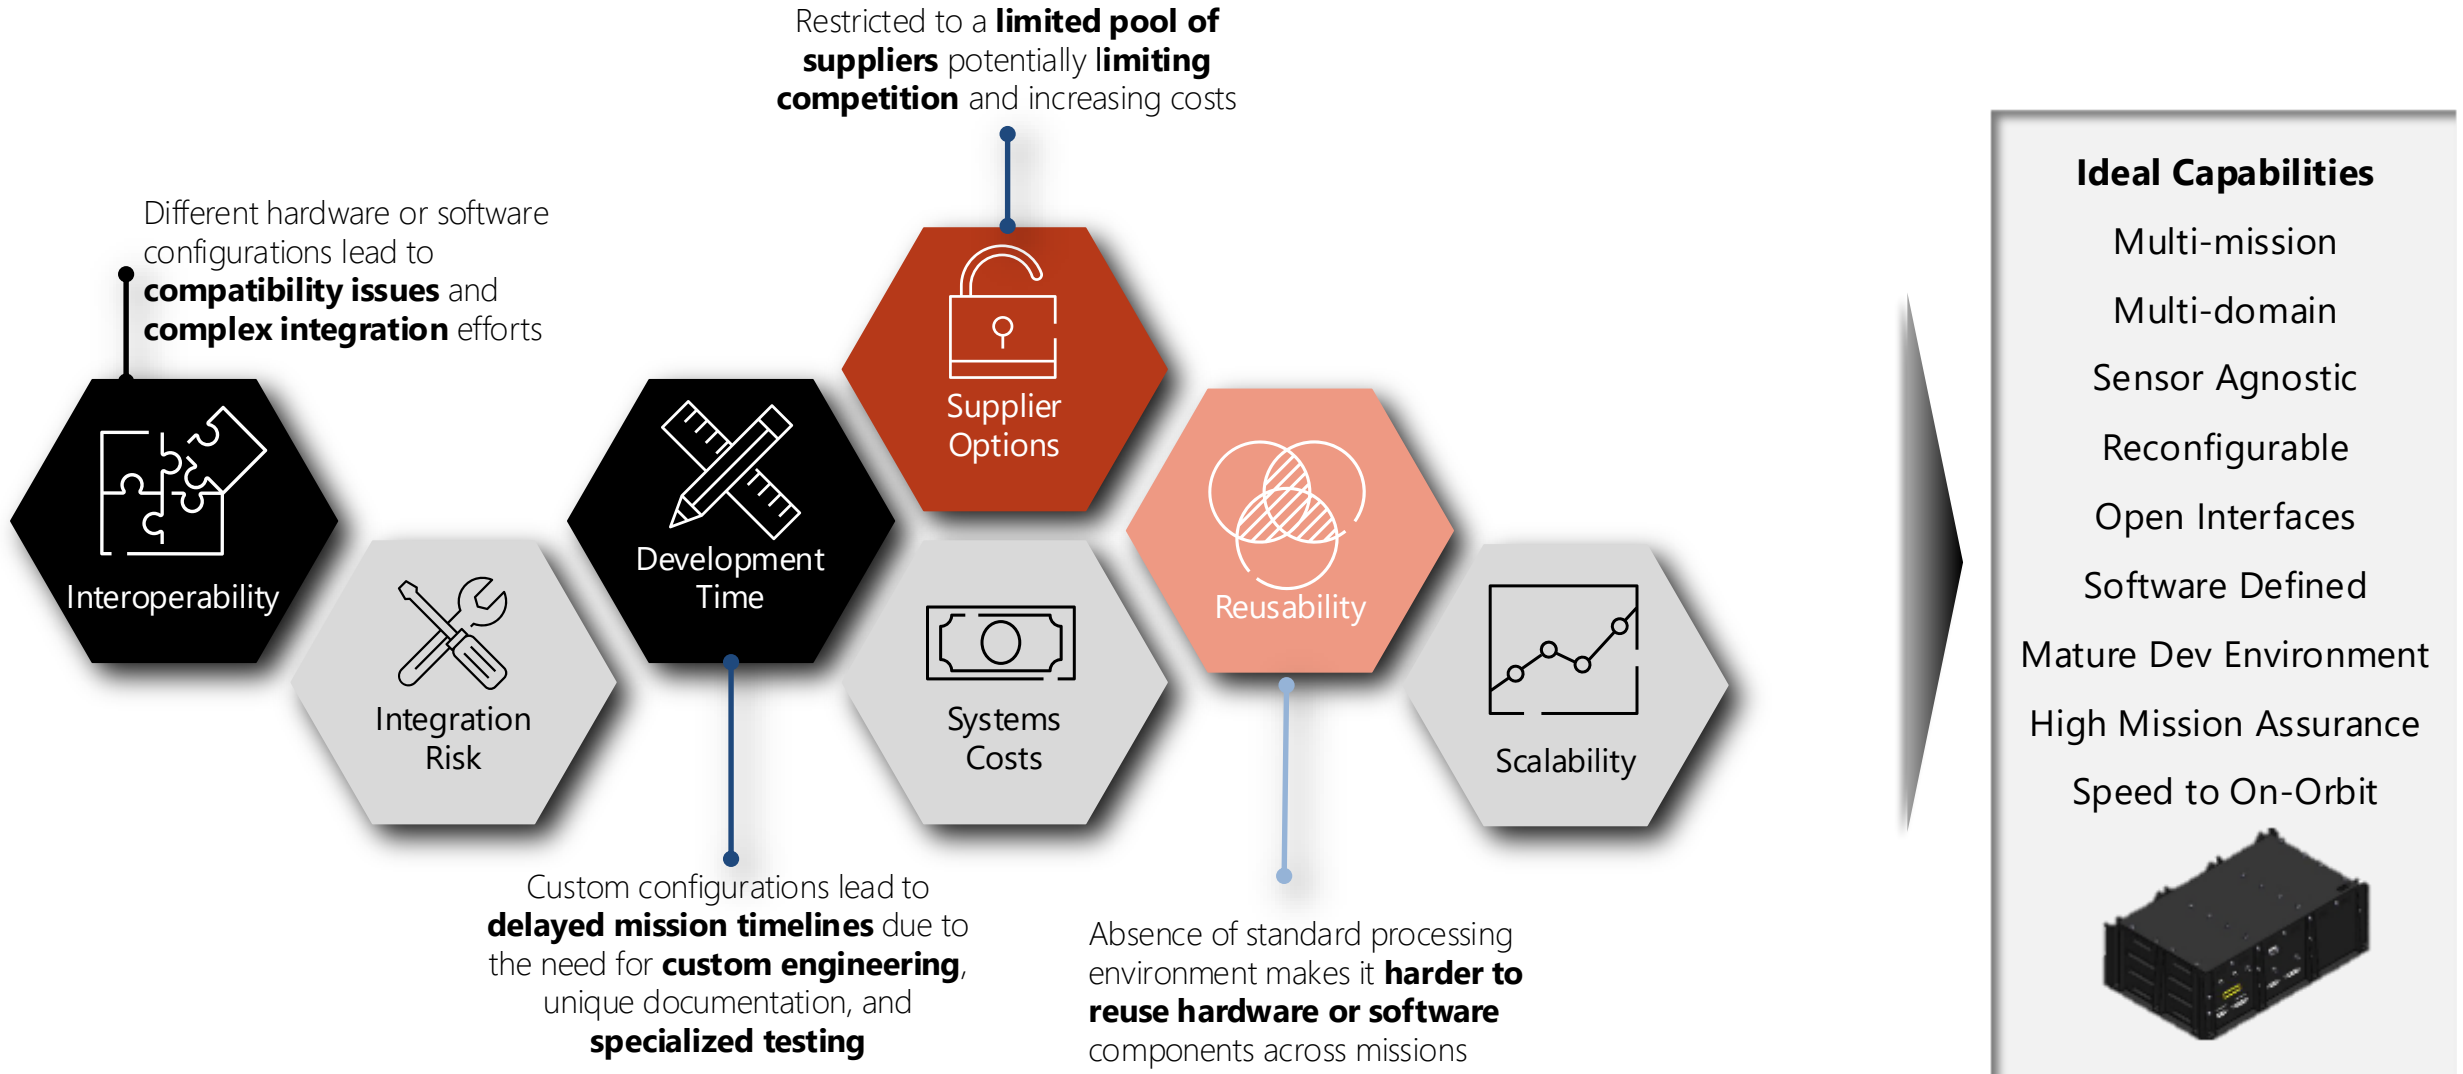 Restricted to a limited pool of
suppliers potentially limiting
competition and increasing costs
Different hardware or software
configurations lead to
compatibility issues and
complex integration efforts
Interoperability
Integration
Risk
Development
Time
Supplier
Options
Systems
Costs
Reusability
Scalability
Custom configurations lead to
delayed mission timelines due to
the need for custom engineering,
unique documentation, and
specialized testing
Absence of standard processing
environment makes it harder to
reuse hardware or software
components across missions
Ideal Capabilities
Multi-mission
Multi-domain
Sensor Agnostic
Reconfigurable
Open Interfaces
Software Defined
Mature Dev Environment
High Mission Assurance
Speed to On-Orbit